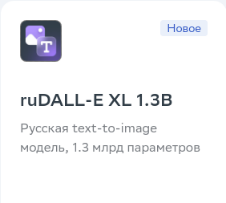 Новое
T
ruDALL-E XL 1.3B
Русская text-to-image
модель, 1.3 млрд параметров